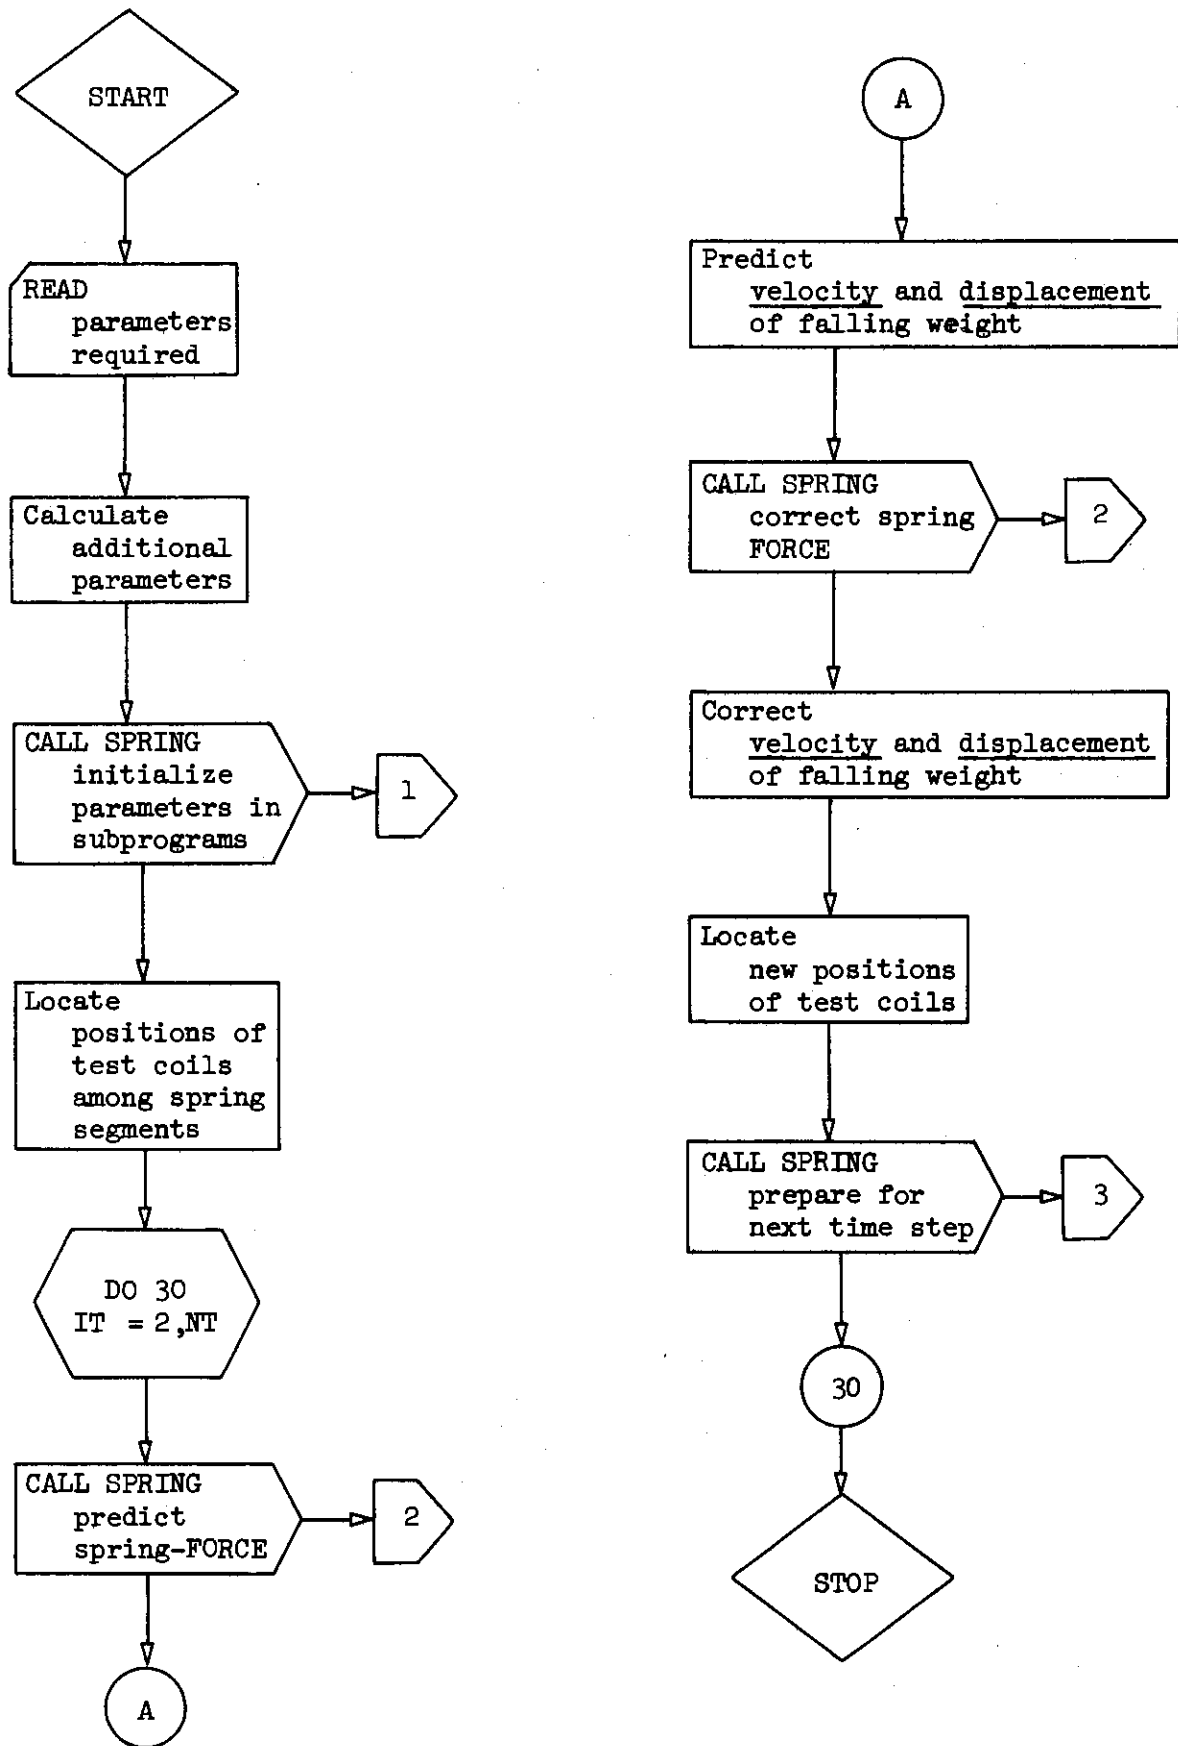 START
READ
parameters
required
Calculate
additional
parameters
CALL SPRING
initialize
parameters in
subprograms
1
Locate
positions of
test coils
among spring
segments
DO 30
IT = 2,NT
CALL SPRING
predict
spring-FORCE
2
A
A
Predict
velocity and displacement
of falling weight
CALL SPRING
correct spring
FORCE
2
Correct
velocity and displacement
of falling weight
Locate
new positions
of test coils
CALL SPRING
prepare for
next time step
3
30
STOP